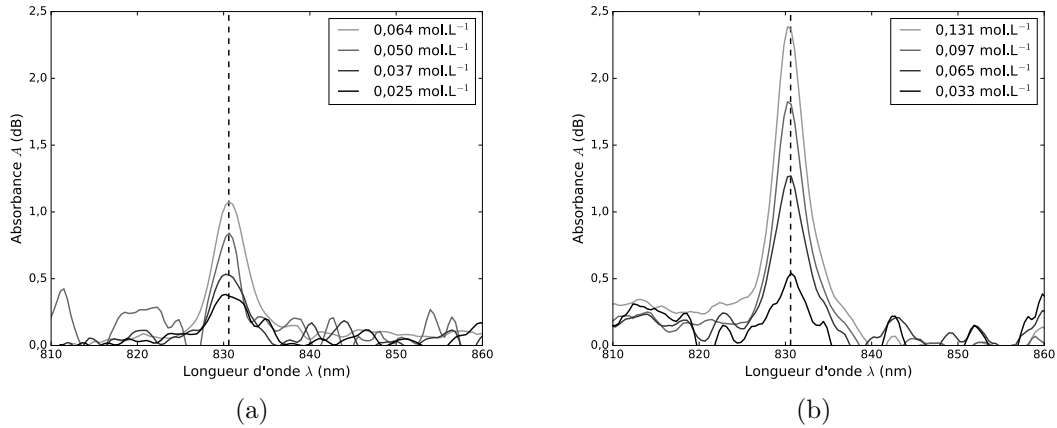 2,5
2,0
1,5
1,0
0,5
0,0
810
820
830
840
850
860
Absorbance A (dB)
Longueur d'onde λ (nm)
0,064 mol.L⁻¹
0,050 mol.L⁻¹
0,037 mol.L⁻¹
0,025 mol.L⁻¹
(a)
2,5
2,0
1,5
1,0
0,5
0,0
810
820
830
840
850
860
Absorbance A (dB)
Longueur d'onde λ (nm)
0,131 mol.L⁻¹
0,097 mol.L⁻¹
0,065 mol.L⁻¹
0,033 mol.L⁻¹
(b)